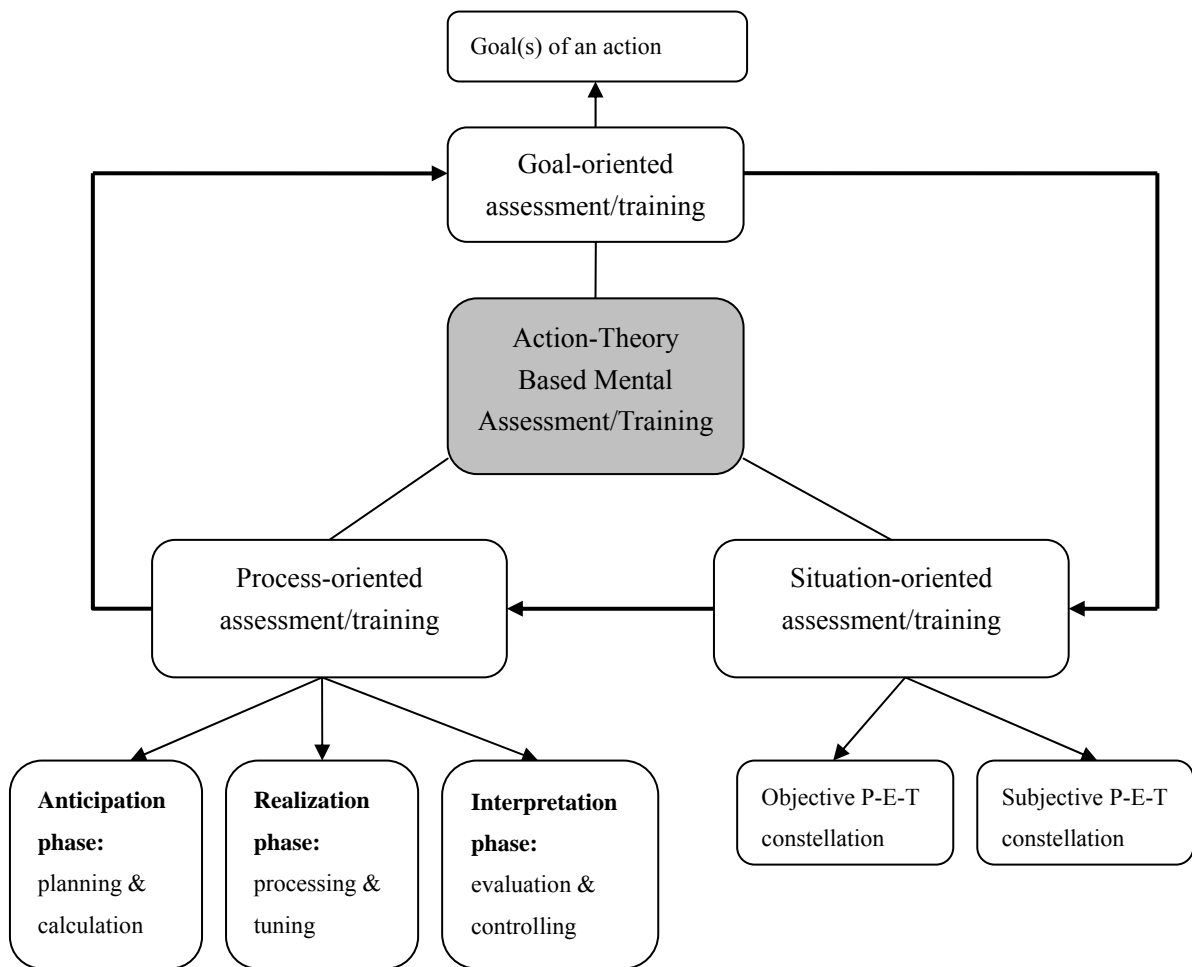 Goal(s) of an action
Goal-oriented
assessment/training
Action-Theory
Based Mental
Assessment/Training
Process-oriented
assessment/training
Situation-oriented
assessment/training
Anticipation
phase:
planning &
calculation
Realization
phase:
processing &
tuning
Interpretation
phase:
evaluation &
controlling
Objective P-E-T
constellation
Subjective P-E-T
constellation